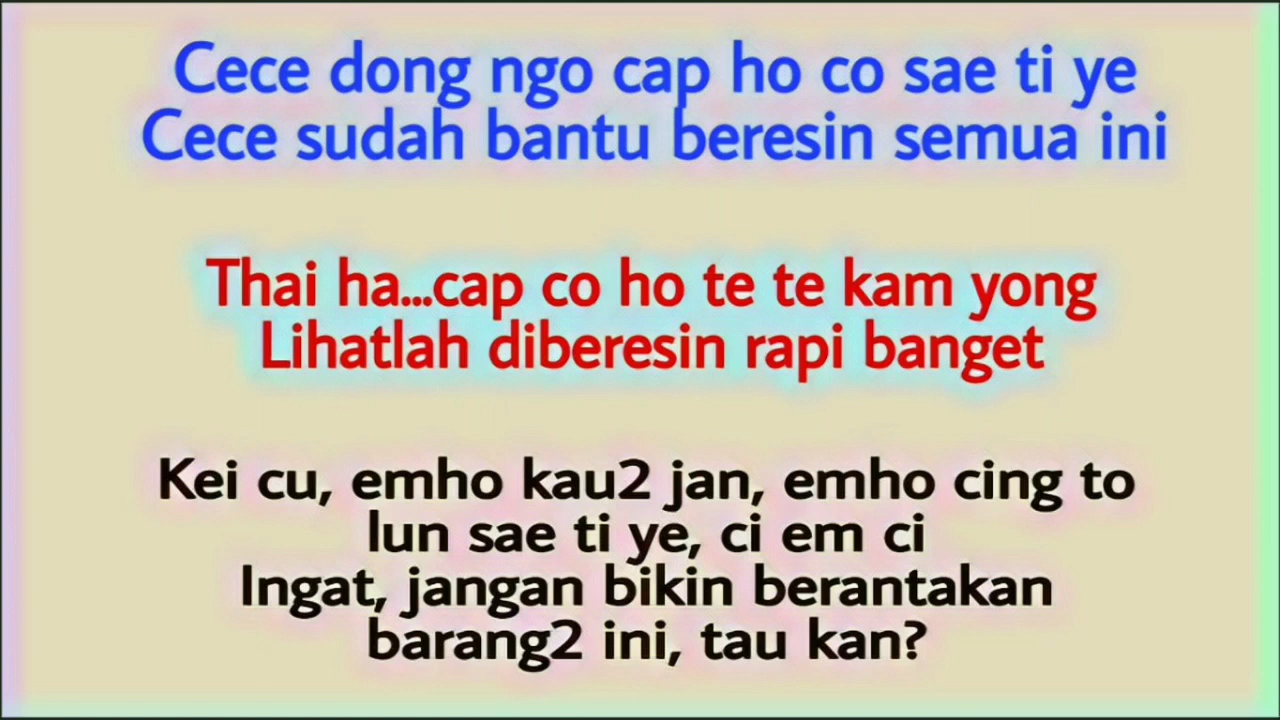 Cece dong ngo cap ho co sae ti ye
Cece sudah bantu beresin semua ini
Thai ha...cap co ho te te kam yong
Lihatlah diberesin rapi banget
Kei cu, emho kau2 jan, emho cing to
lun sae ti ye, ci em ci
Ingat, jangan bikin berantakan
barang2 ini, tau kan?